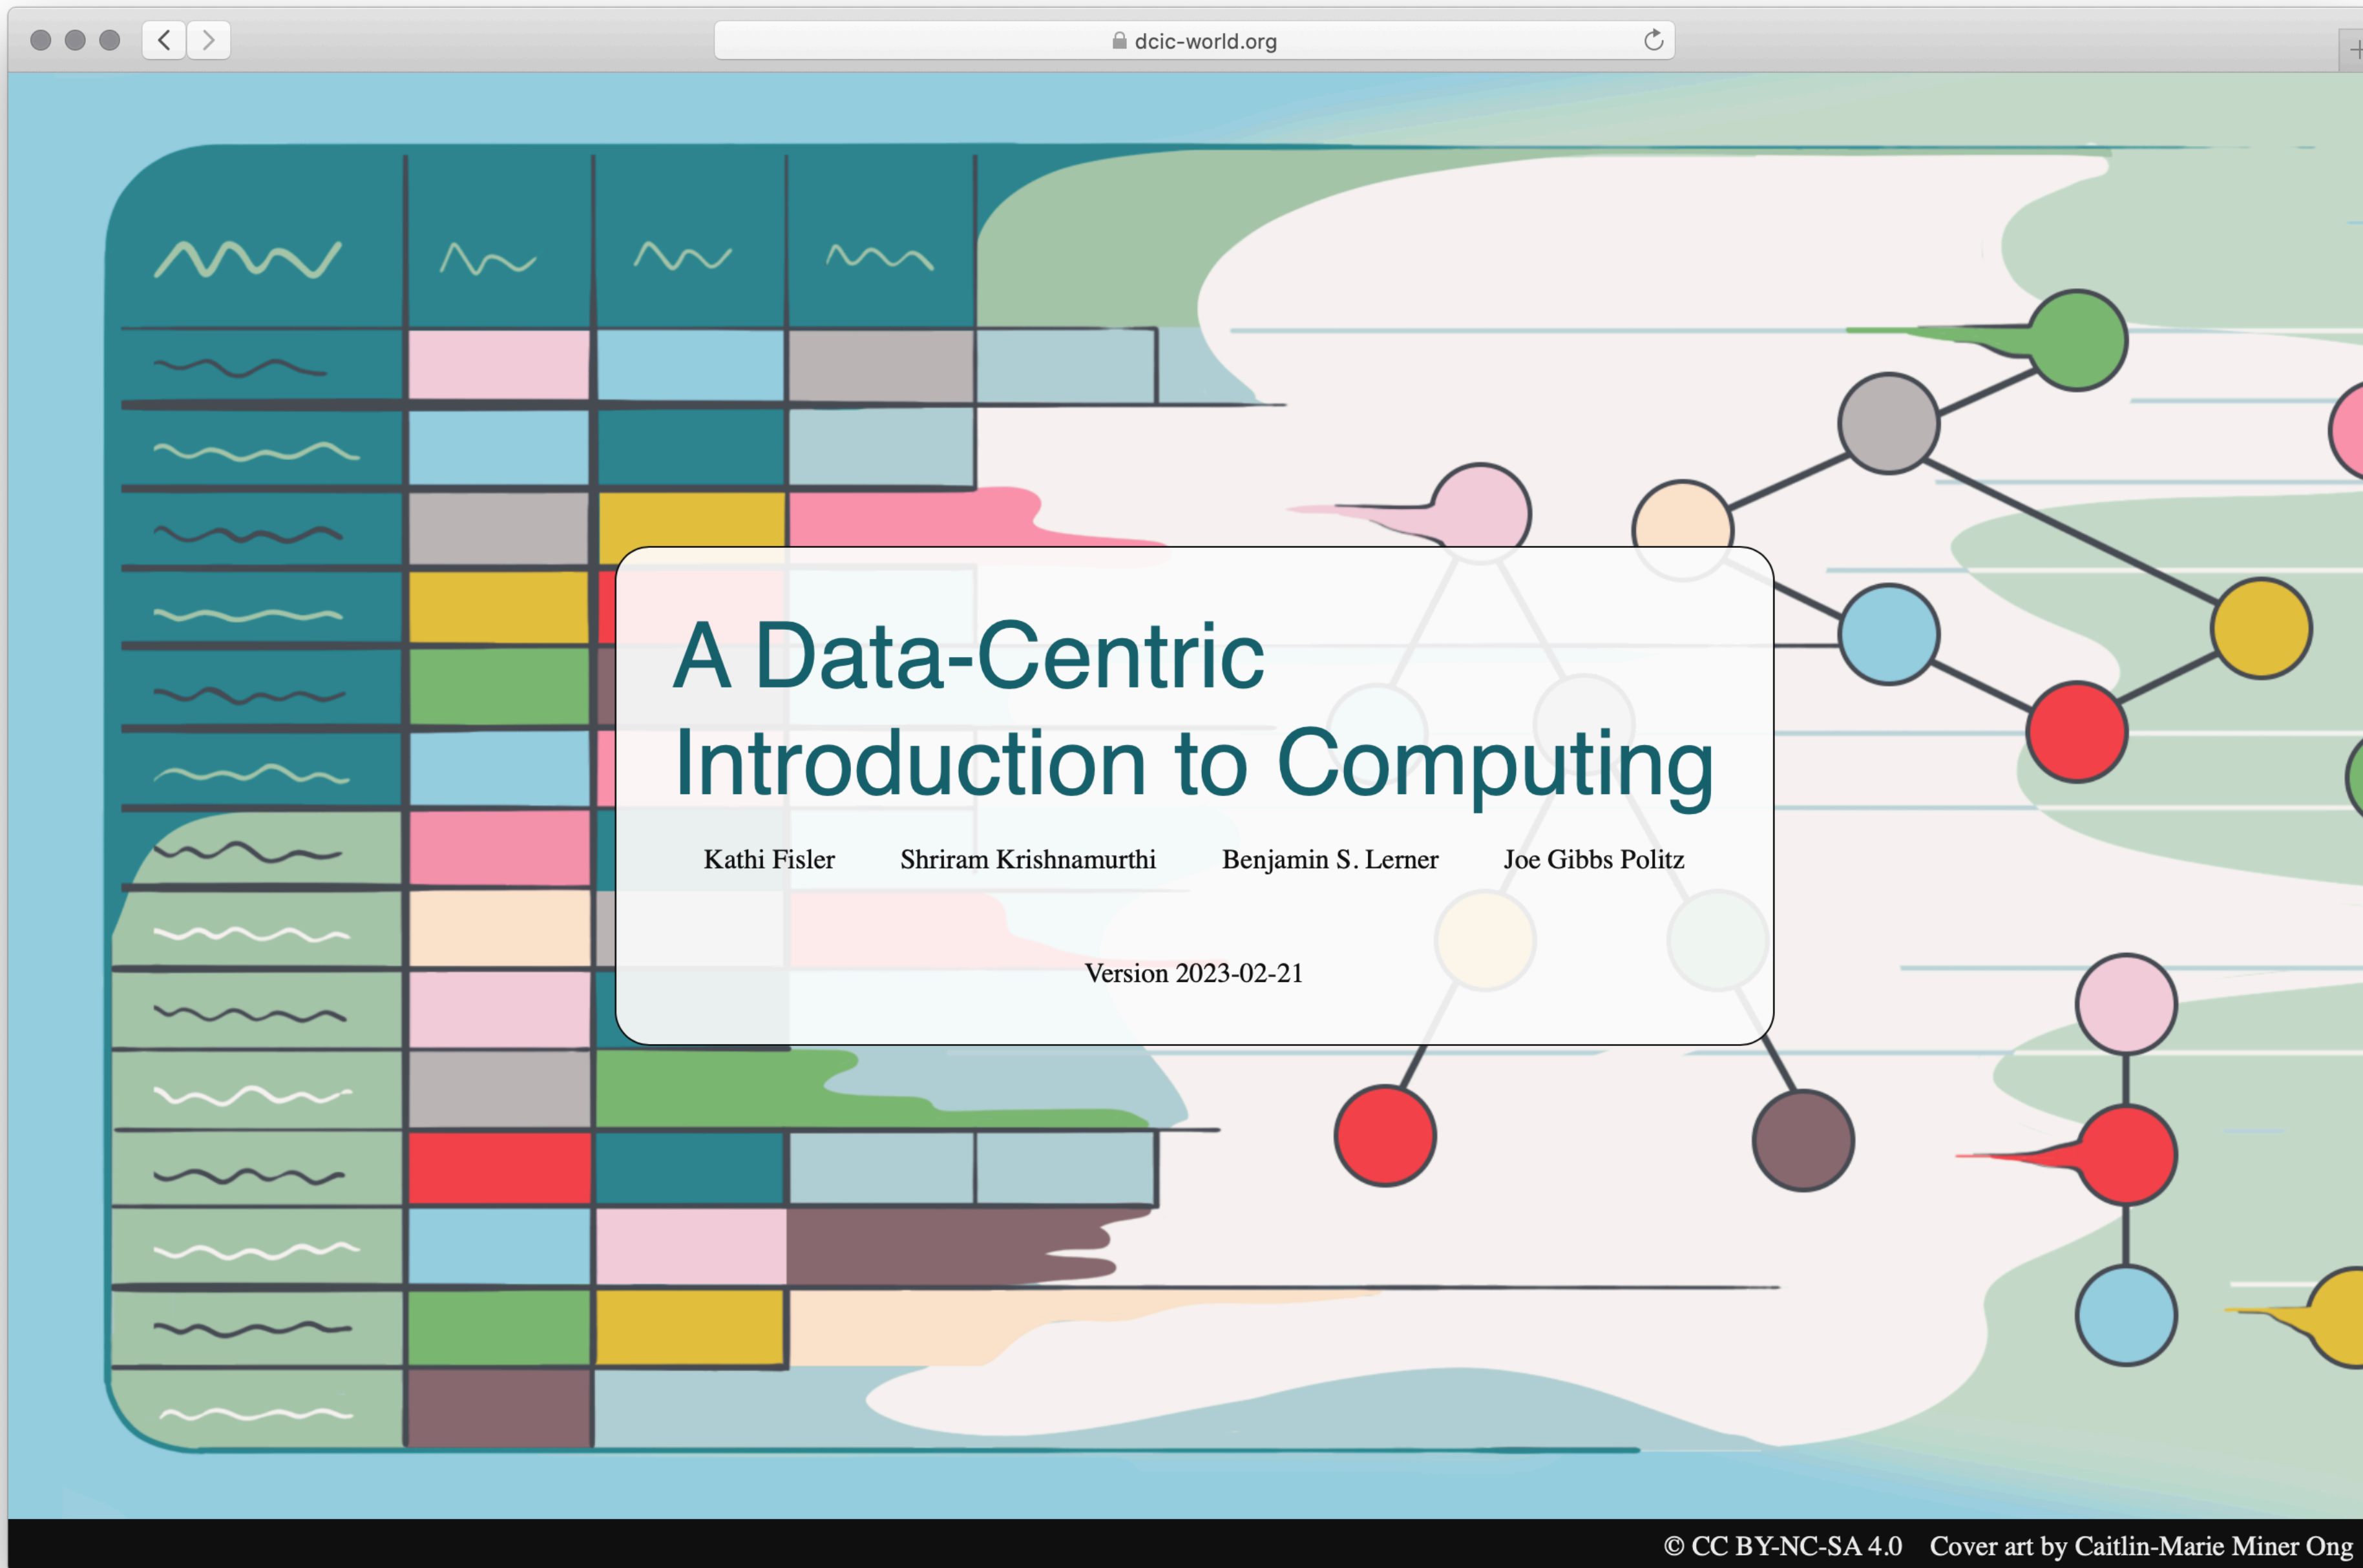 dcic-world.org
A Data-Centric
Introduction to Computing
Kathi Fisler Shriram Krishnamurthi Benjamin S. Lerner Joe Gibbs Politz
Version 2023-02-21
© CC BY-NC-SA 4.0 Cover art by Caitlin-Marie Miner Ong